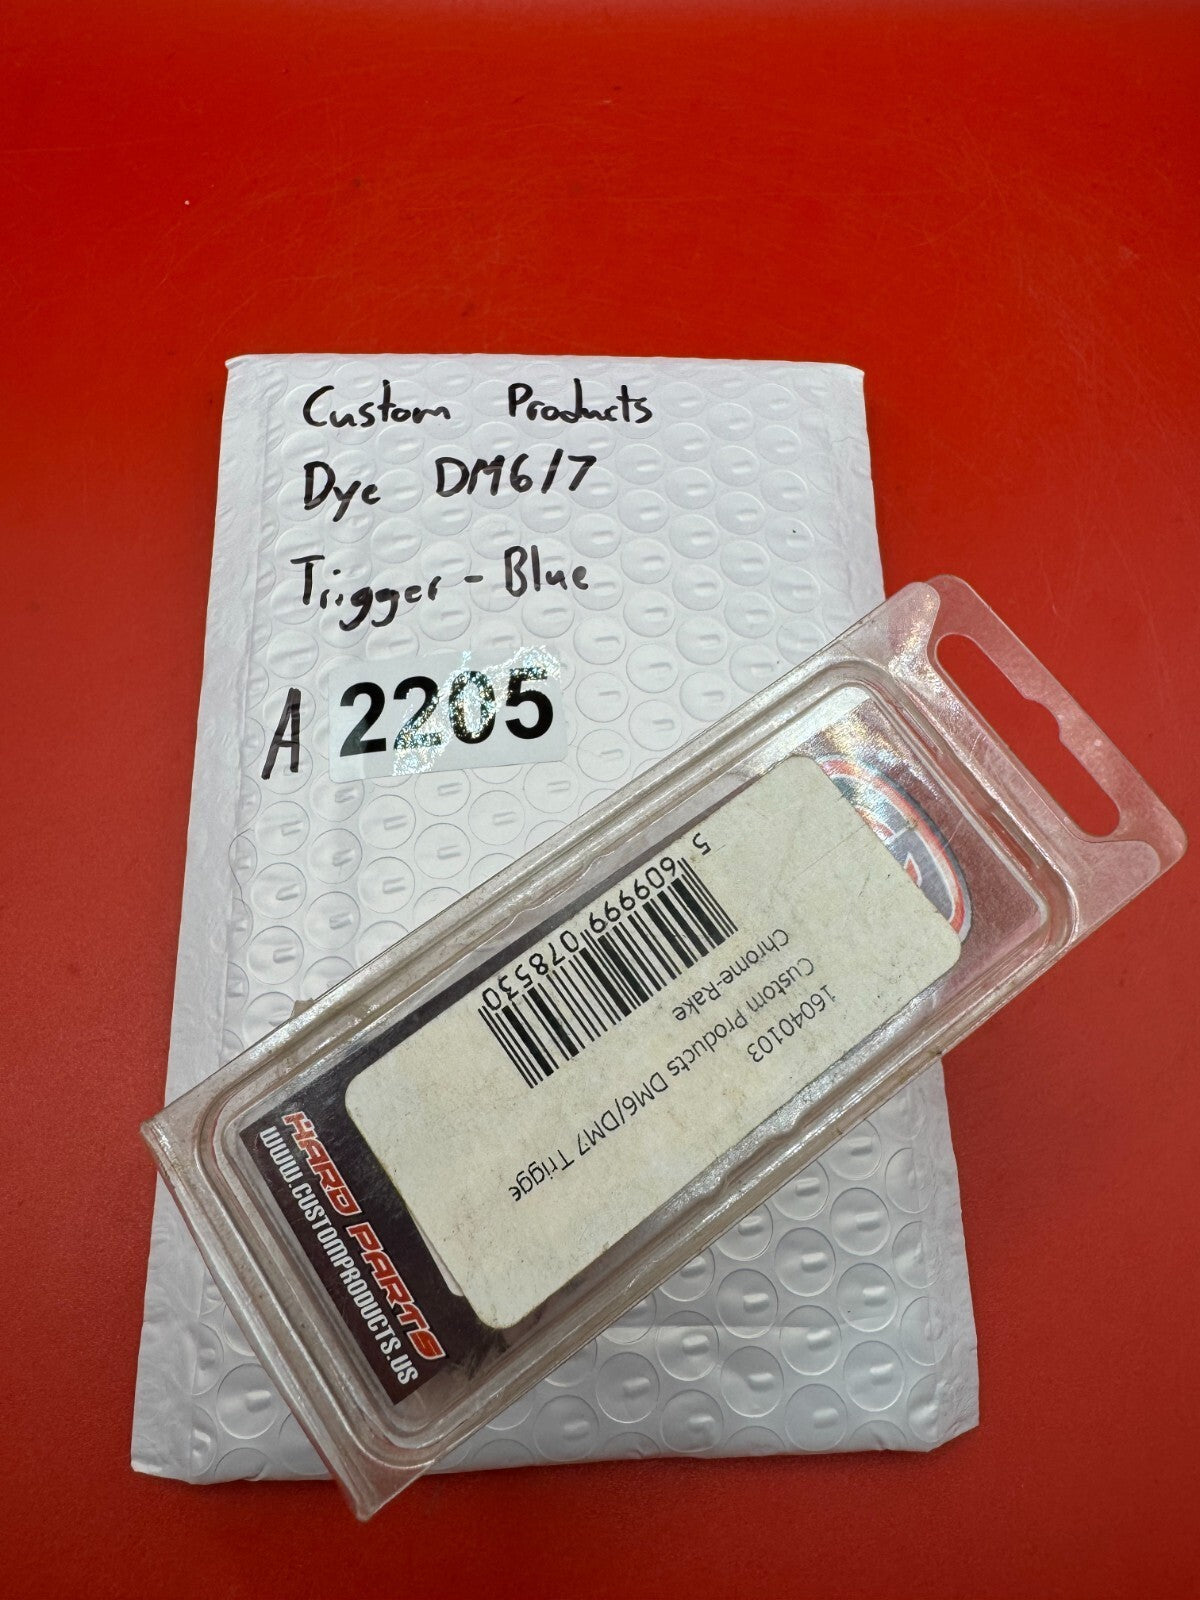 Custom Products
Dye DM6/7
Trigger - Blue
A 2205
5 609999 078530
16040103
Custom Products DM6/DM7 Trigge
Chrome-Rake
HARD PARTS
WWW.CUSTOMPRODUCTS.US